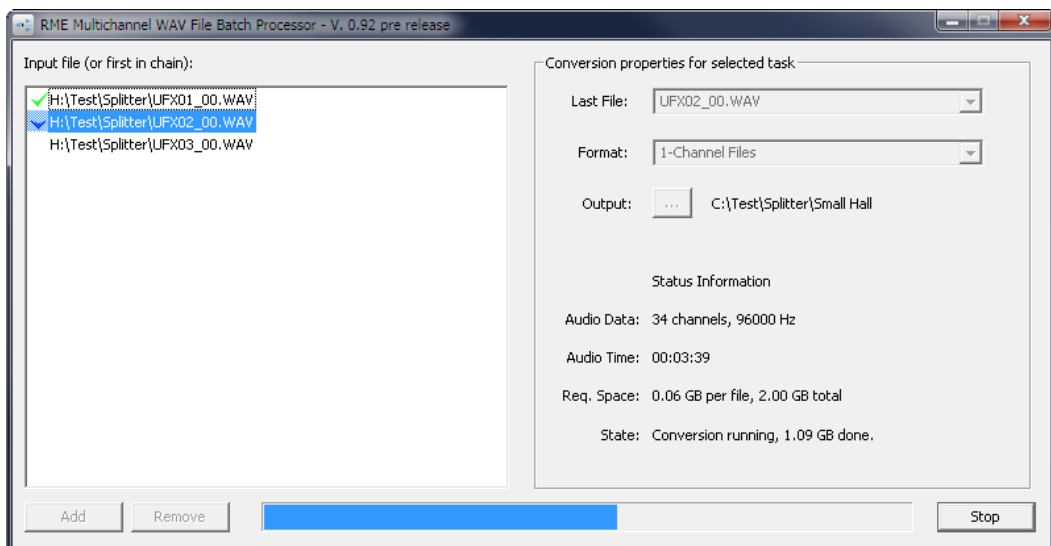 RME Multichannel WAV File Batch Processor - V. 0.92 pre release
Input file (or first in chain):
H:\Test\Splitter\UFX01_00.WAV
H:\Test\Splitter\UFX02_00.WAV
H:\Test\Splitter\UFX03_00.WAV
Conversion properties for selected task
Last File: UFX02_00.WAV
Format: 1-Channel Files
Output: ... C:\Test\Splitter\Small Hall
Status Information
Audio Data: 34 channels, 96000 Hz
Audio Time: 00:03:39
Req. Space: 0.06 GB per file, 2.00 GB total
State: Conversion running, 1.09 GB done.
Add Remove Stop